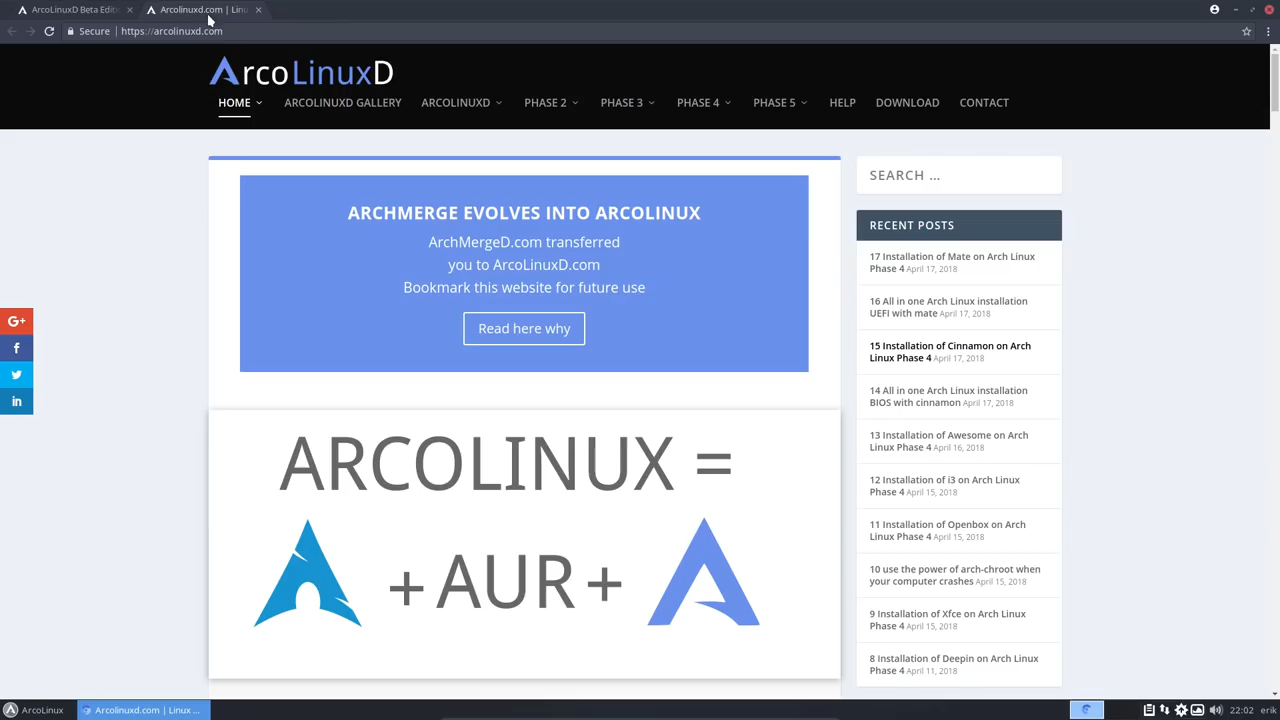 ArcoLinuxD Beta Editi
Arcolinuxd.com | Linu
Secure
https://arcolinuxd.com
ArcoLinuxD
HOME
ARCOLINUXD GALLERY
ARCOLINUXD
PHASE 2
PHASE 3
PHASE 4
PHASE 5
HELP
DOWNLOAD
CONTACT
ARCHMERGE EVOLVES INTO ARCOLINUX
ArchMergeD.com transferred
you to ArcoLinuxD.com
Bookmark this website for future use
Read here why
ARCOLINUX =
+ AUR +
SEARCH ...
RECENT POSTS
17 Installation of Mate on Arch Linux
Phase 4 April 17, 2018
16 All in one Arch Linux installation
UEFI with mate April 17, 2018
15 Installation of Cinnamon on Arch
Linux Phase 4 April 17, 2018
14 All in one Arch Linux installation
BIOS with cinnamon April 17, 2018
13 Installation of Awesome on Arch
Linux Phase 4 April 16, 2018
12 Installation of i3 on Arch Linux
Phase 4 April 15, 2018
11 Installation of Openbox on Arch
Linux Phase 4 April 15, 2018
10 use the power of arch-chroot when
your computer crashes April 15, 2018
9 Installation of Xfce on Arch Linux
Phase 4 April 15, 2018
8 Installation of Deepin on Arch Linux
Phase 4 April 11, 2018
G+
f
in
ArcoLinux
Arcolinuxd.com | Linux ...
22:02
erik